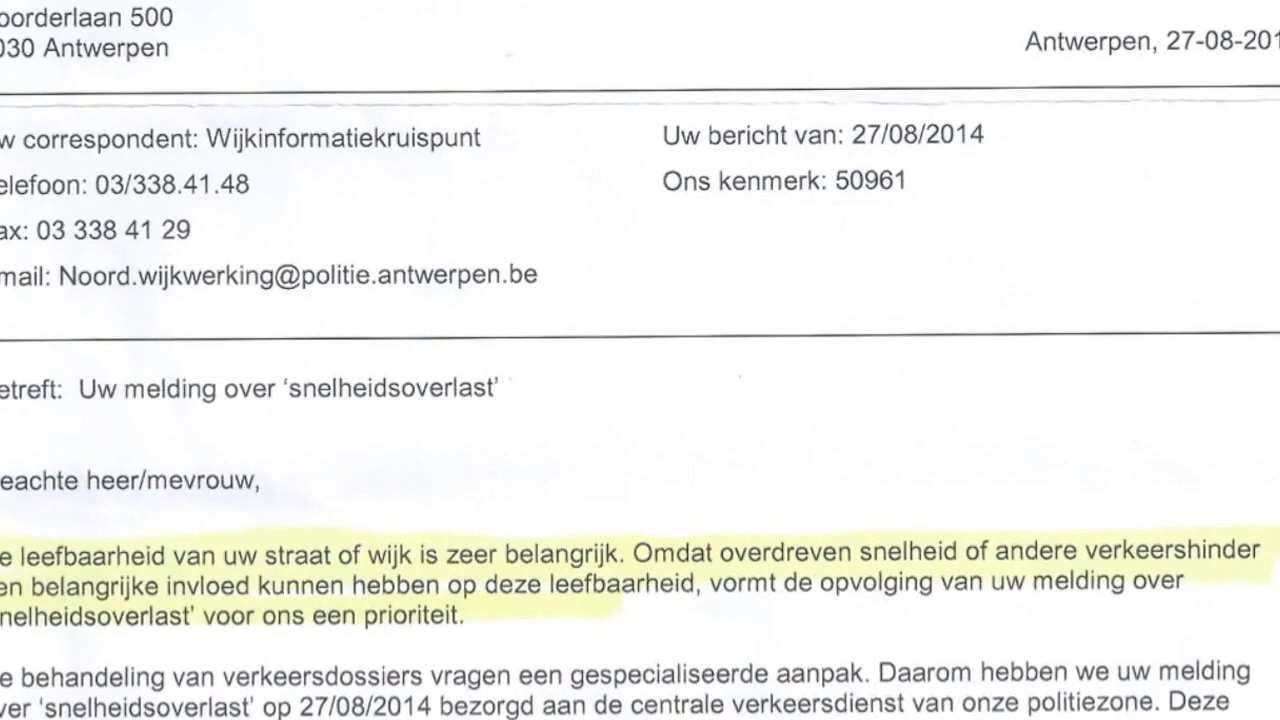 oorderlaan 500
030 Antwerpen
Antwerpen, 27-08-201
w correspondent: Wijkinformatiekruispunt
Uw bericht van: 27/08/2014
elefoon: 03/338.41.48
Ons kenmerk: 50961
ax: 03 338 41 29
mail: Noord.wijkwerking@politie.antwerpen.be
etreft: Uw melding over ‘snelheidsoverlast’
eachte heer/mevrouw,
e leefbaarheid van uw straat of wijk is zeer belangrijk. Omdat overdreven snelheid of andere verkeershinder
en belangrijke invloed kunnen hebben op deze leefbaarheid, vormt de opvolging van uw melding over
nelheidsoverlast’ voor ons een prioriteit.
e behandeling van verkeersdossiers vragen een gespecialiseerde aanpak. Daarom hebben we uw melding
ver ‘snelheidsoverlast’ op 27/08/2014 bezorgd aan de centrale verkeersdienst van onze politiezone. Deze